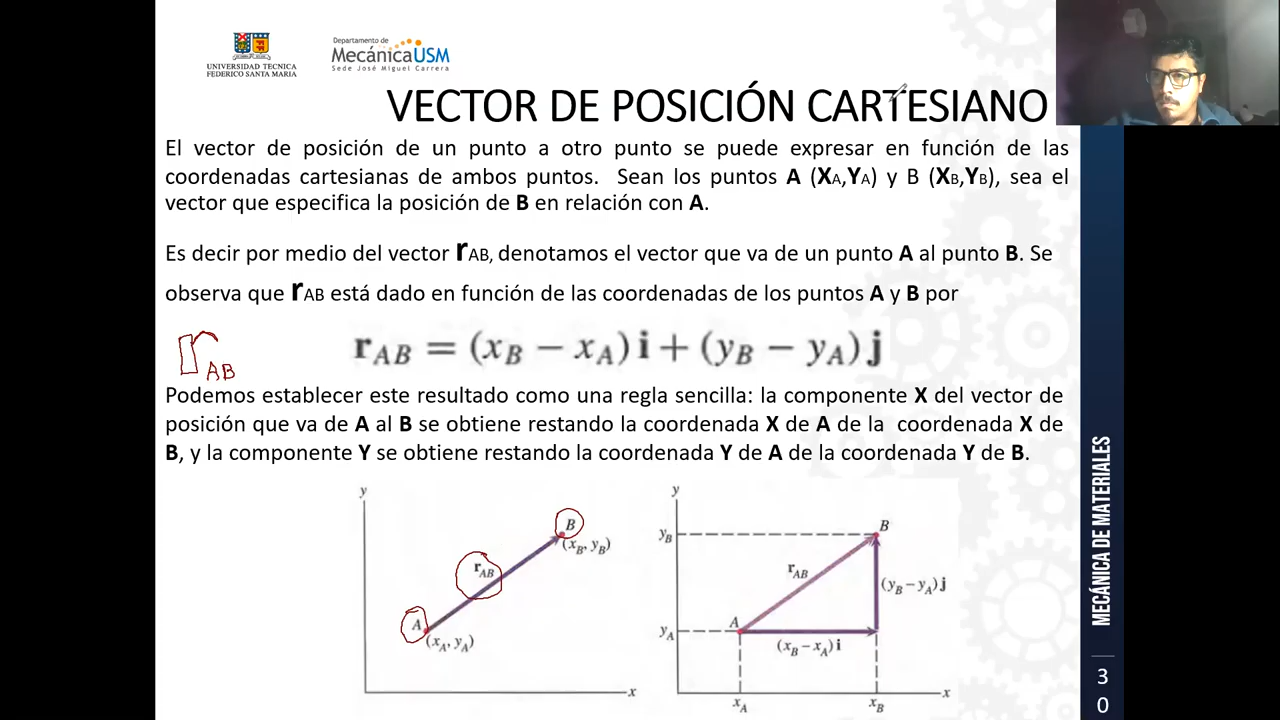 UNIVERSIDAD TECNICA
FEDERICO SANTA MARIA
Departamento de
MecánicaUSM
Sede José Miguel Carrera
VECTOR DE POSICIÓN CARTESIANO
El vector de posición de un punto a otro punto se puede expresar en función de las
coordenadas cartesianas de ambos puntos. Sean los puntos A (XA,YA) y B (XB,YB), sea el
vector que especifica la posición de B en relación con A.
Es decir por medio del vector rAB, denotamos el vector que va de un punto A al punto B. Se
observa que rAB está dado en función de las coordenadas de los puntos A y B por
rAB
rAB = (xB − xA) i + (yB − yA) j
Podemos establecer este resultado como una regla sencilla: la componente X del vector de
posición que va de A al B se obtiene restando la coordenada X de A de la coordenada X de
B, y la componente Y se obtiene restando la coordenada Y de A de la coordenada Y de B.
y
B
(xB, yB)
rAB
A
(xA, yA)
x
y
yB
B
rAB
(yB − yA) j
A
yA
(xB − xA) i
x
xA
xB
MECÁNICA DE MATERIALES
3
0